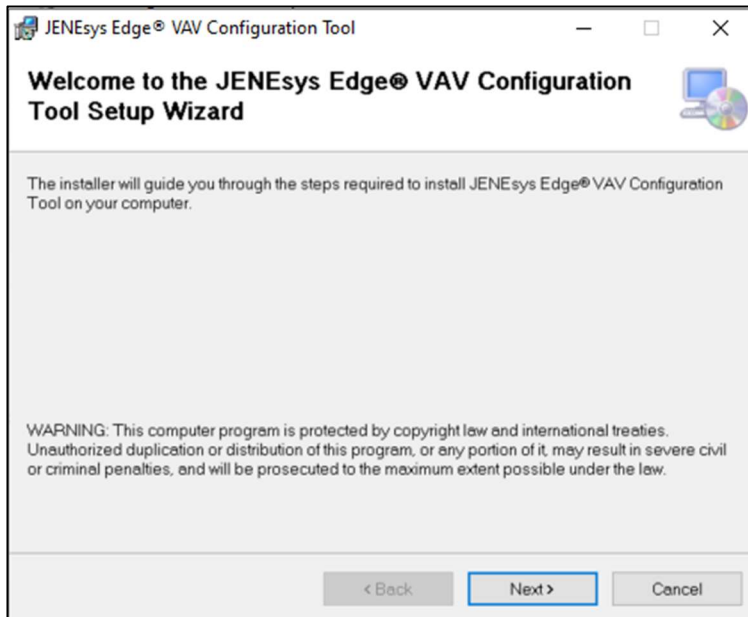 JENEsys Edge® VAV Configuration Tool
Welcome to the JENEsys Edge® VAV Configuration
Tool Setup Wizard
The installer will guide you through the steps required to install JENEsys Edge® VAV Configuration
Tool on your computer.
WARNING: This computer program is protected by copyright law and international treaties.
Unauthorized duplication or distribution of this program, or any portion of it, may result in severe civil
or criminal penalties, and will be prosecuted to the maximum extent possible under the law.
< Back Next > Cancel